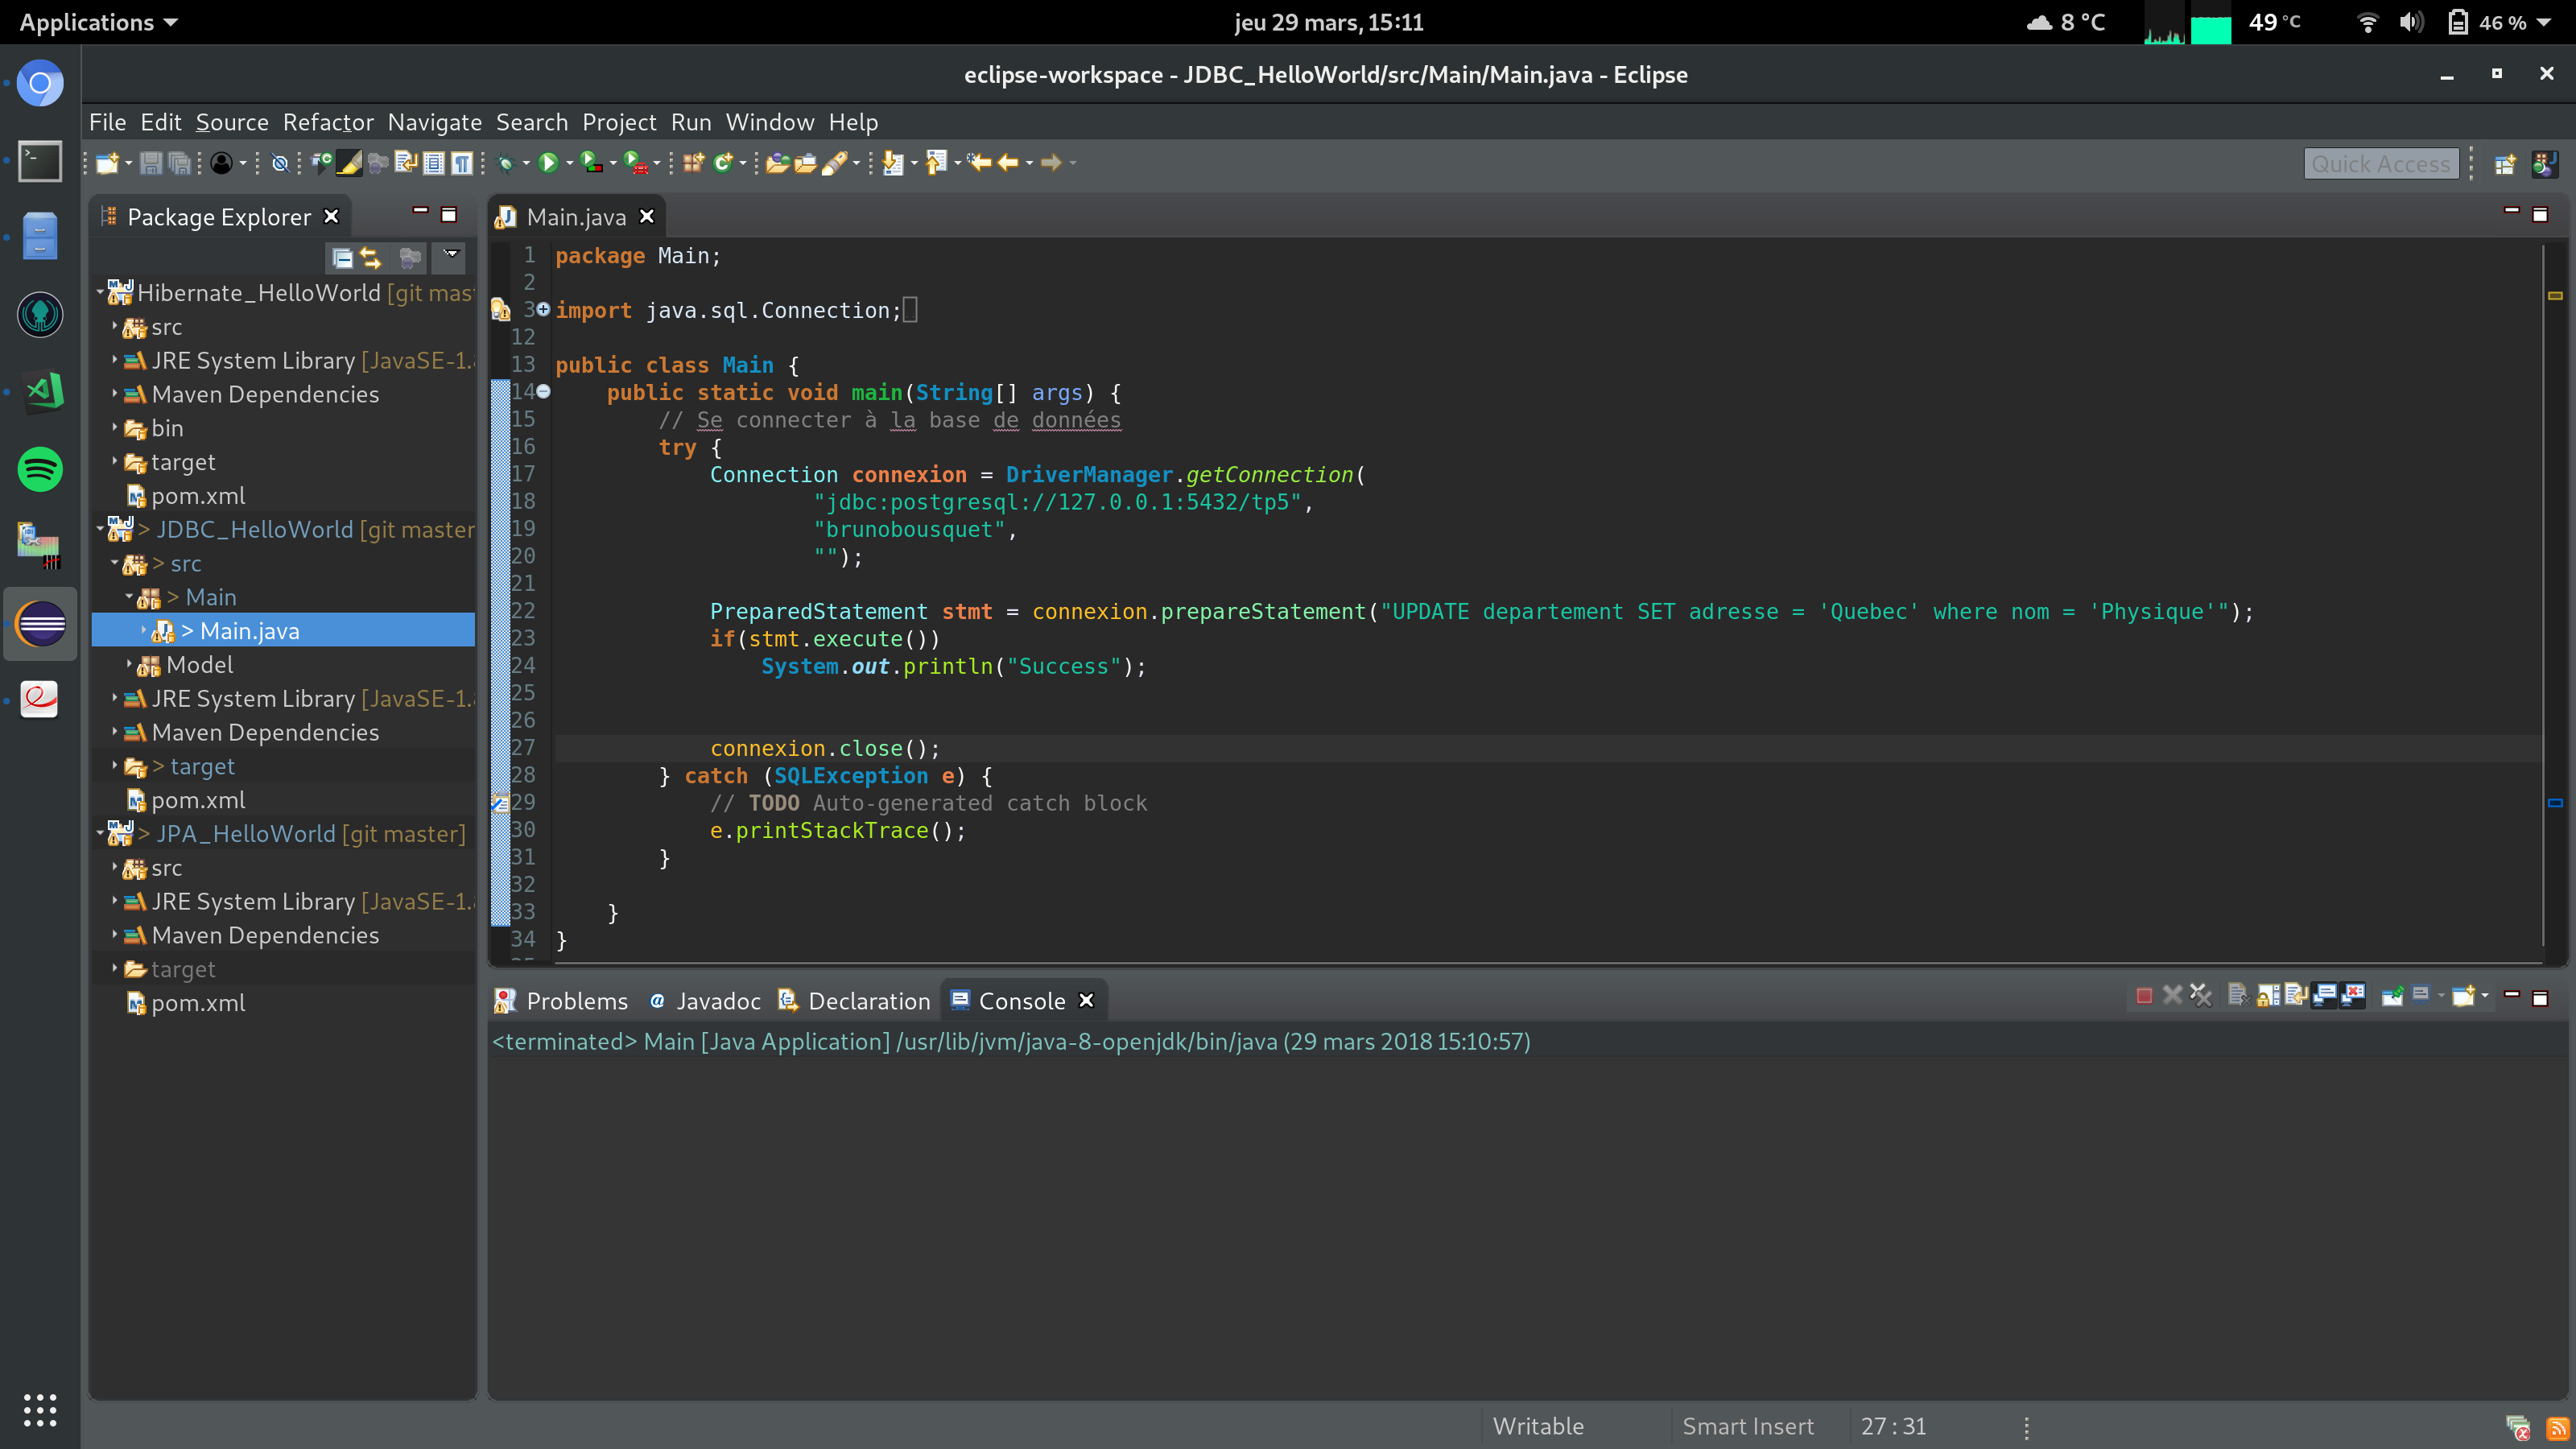 Applications
jeu 29 mars, 15:11
8 °C
49 °C
46 %
eclipse-workspace - JDBC_HelloWorld/src/Main/Main.java - Eclipse
File Edit Source Refactor Navigate Search Project Run Window Help
Quick Access
Package Explorer
Hibernate_HelloWorld [git mas
src
JRE System Library [JavaSE-1.
Maven Dependencies
bin
target
pom.xml
> JDBC_HelloWorld [git master
> src
> Main
> Main.java
Model
JRE System Library [JavaSE-1.
Maven Dependencies
> target
pom.xml
> JPA_HelloWorld [git master]
src
JRE System Library [JavaSE-1.
Maven Dependencies
target
pom.xml
Main.java
1 package Main;
2
3 import java.sql.Connection;
12
13 public class Main {
14 public static void main(String[] args) {
15 // Se connecter à la base de données
16 try {
17 Connection connexion = DriverManager.getConnection(
18 "jdbc:postgresql://127.0.0.1:5432/tp5",
19 "brunobousquet",
20 "");
21
22 PreparedStatement stmt = connexion.prepareStatement("UPDATE departement SET adresse = 'Quebec' where nom = 'Physique'");
23 if(stmt.execute())
24 System.out.println("Success");
25
26
27 connexion.close();
28 } catch (SQLException e) {
29 // TODO Auto-generated catch block
30 e.printStackTrace();
31 }
32
33 }
34 }
Problems Javadoc Declaration Console
<terminated> Main [Java Application] /usr/lib/jvm/java-8-openjdk/bin/java (29 mars 2018 15:10:57)
Writable Smart Insert 27 : 31